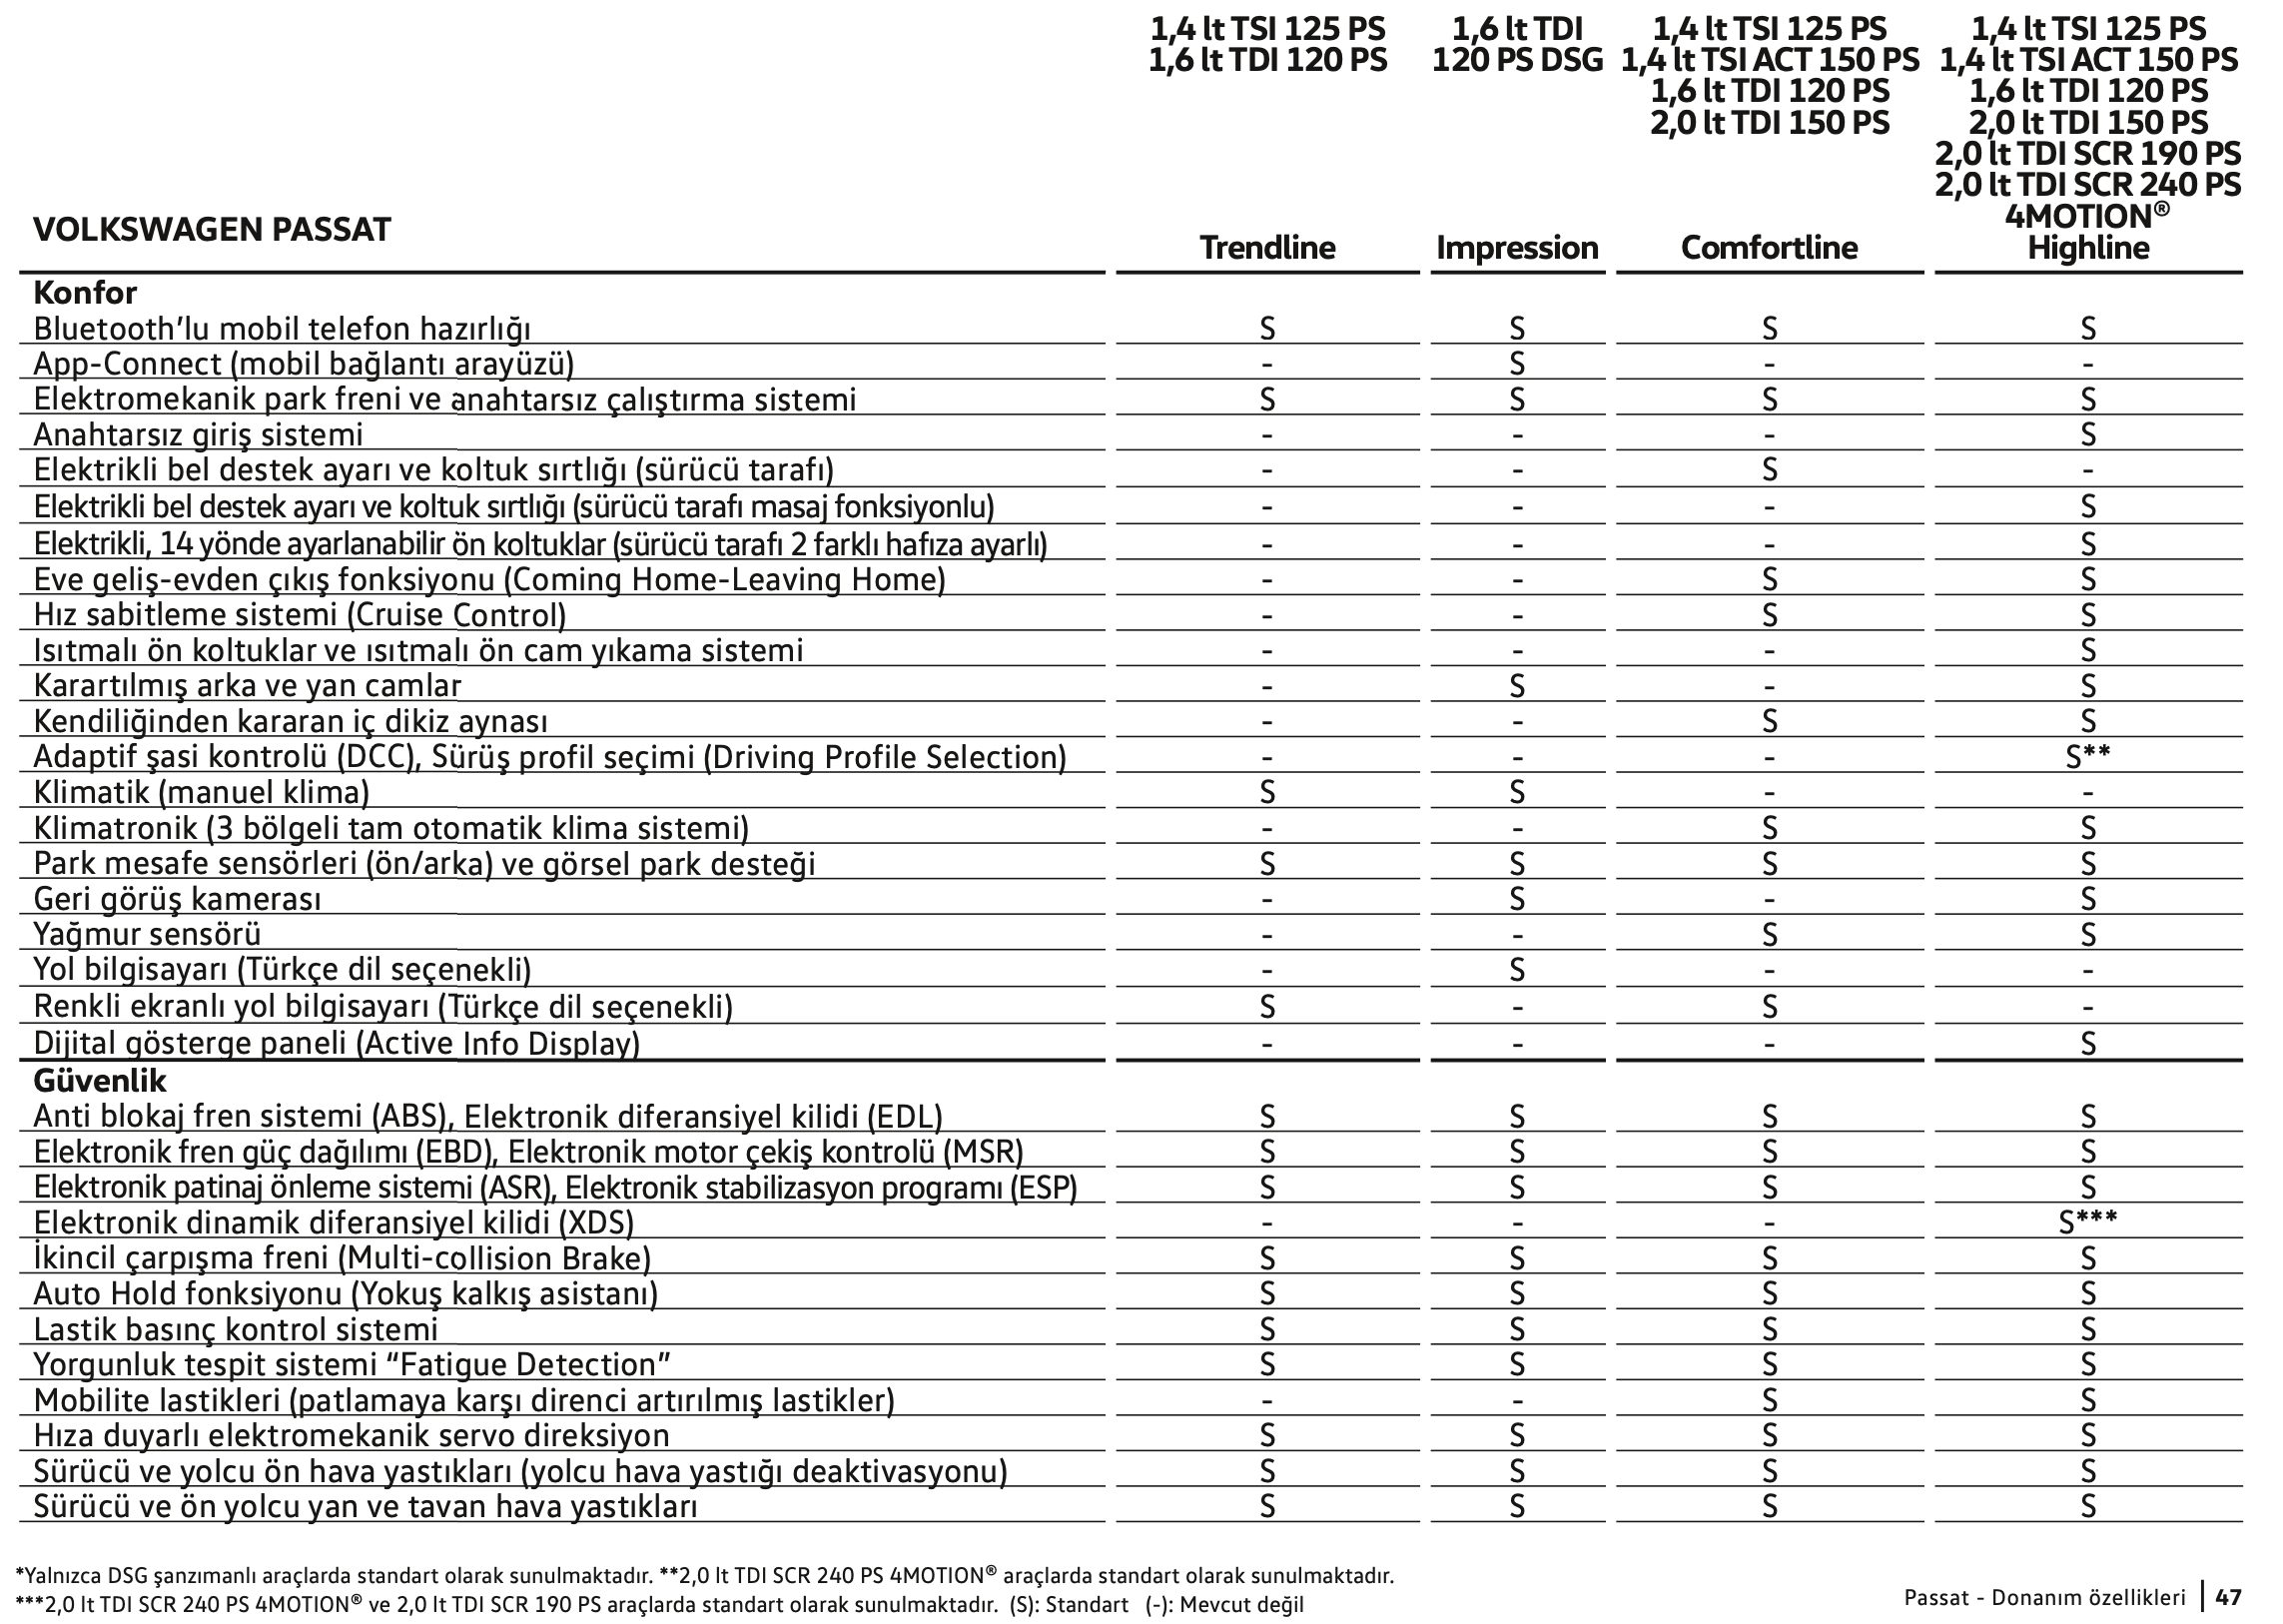 1,4 lt TSI 125 PS 1,6 lt TDI 1,4 lt TSI 125 PS 1,4 lt TSI 125 PS
1,6 lt TDI 120 PS 120 PS DSG 1,4 lt TSI ACT 150 PS 1,4 lt TSI ACT 150 PS
1,6 lt TDI 120 PS 1,6 lt TDI 120 PS
2,0 lt TDI 150 PS 2,0 lt TDI 150 PS
2,0 lt TDI SCR 190 PS
2,0 lt TDI SCR 240 PS
4MOTION®
VOLKSWAGEN PASSAT Trendline Impression Comfortline Highline
Konfor
Bluetooth’lu mobil telefon hazırlığı S S S S
App-Connect (mobil bağlantı arayüzü) - S - -
Elektromekanik park freni ve anahtarsız çalıştırma sistemi S S S S
Anahtarsız giriş sistemi - - - S
Elektrikli bel destek ayarı ve koltuk sırtlığı (sürücü tarafı) - - S -
Elektrikli bel destek ayarı ve koltuk sırtlığı (sürücü tarafı masaj fonksiyonlu) - - - S
Elektrikli, 14 yönde ayarlanabilir ön koltuklar (sürücü tarafı 2 farklı hafıza ayarlı) - - - S
Eve geliş-evden çıkış fonksiyonu (Coming Home-Leaving Home) - - S S
Hız sabitleme sistemi (Cruise Control) - - S S
Isıtmalı ön koltuklar ve ısıtmalı ön cam yıkama sistemi - - - S
Karartılmış arka ve yan camlar - S - S
Kendiliğinden kararan iç dikiz aynası - - S S
Adaptif şasi kontrolü (DCC), Sürüş profil seçimi (Driving Profile Selection) - - - S**
Klimatik (manuel klima) S S - -
Klimatronik (3 bölgeli tam otomatik klima sistemi) - - S S
Park mesafe sensörleri (ön/arka) ve görsel park desteği S S S S
Geri görüş kamerası - S - S
Yağmur sensörü - - S S
Yol bilgisayarı (Türkçe dil seçenekli) - S - -
Renkli ekranlı yol bilgisayarı (Türkçe dil seçenekli) S - S -
Dijital gösterge paneli (Active Info Display) - - - S
Güvenlik
Anti blokaj fren sistemi (ABS), Elektronik diferansiyel kilidi (EDL) S S S S
Elektronik fren güç dağılımı (EBD), Elektronik motor çekiş kontrolü (MSR) S S S S
Elektronik patinaj önleme sistemi (ASR), Elektronik stabilizasyon programı (ESP) S S S S
Elektronik dinamik diferansiyel kilidi (XDS) - - - S***
İkincil çarpışma freni (Multi-collision Brake) S S S S
Auto Hold fonksiyonu (Yokuş kalkış asistanı) S S S S
Lastik basınç kontrol sistemi S S S S
Yorgunluk tespit sistemi “Fatigue Detection” S S S S
Mobilite lastikleri (patlamaya karşı direnci artırılmış lastikler) - - S S
Hıza duyarlı elektromekanik servo direksiyon S S S S
Sürücü ve yolcu ön hava yastıkları (yolcu hava yastığı deaktivasyonu) S S S S
Sürücü ve ön yolcu yan ve tavan hava yastıkları S S S S
*Yalnızca DSG şanzımanlı araçlarda standart olarak sunulmaktadır. **2,0 lt TDI SCR 240 PS 4MOTION® araçlarda standart olarak sunulmaktadır.
***2,0 lt TDI SCR 240 PS 4MOTION® ve 2,0 lt TDI SCR 190 PS araçlarda standart olarak sunulmaktadır. (S): Standart (-): Mevcut değil
Passat - Donanım özellikleri | 47